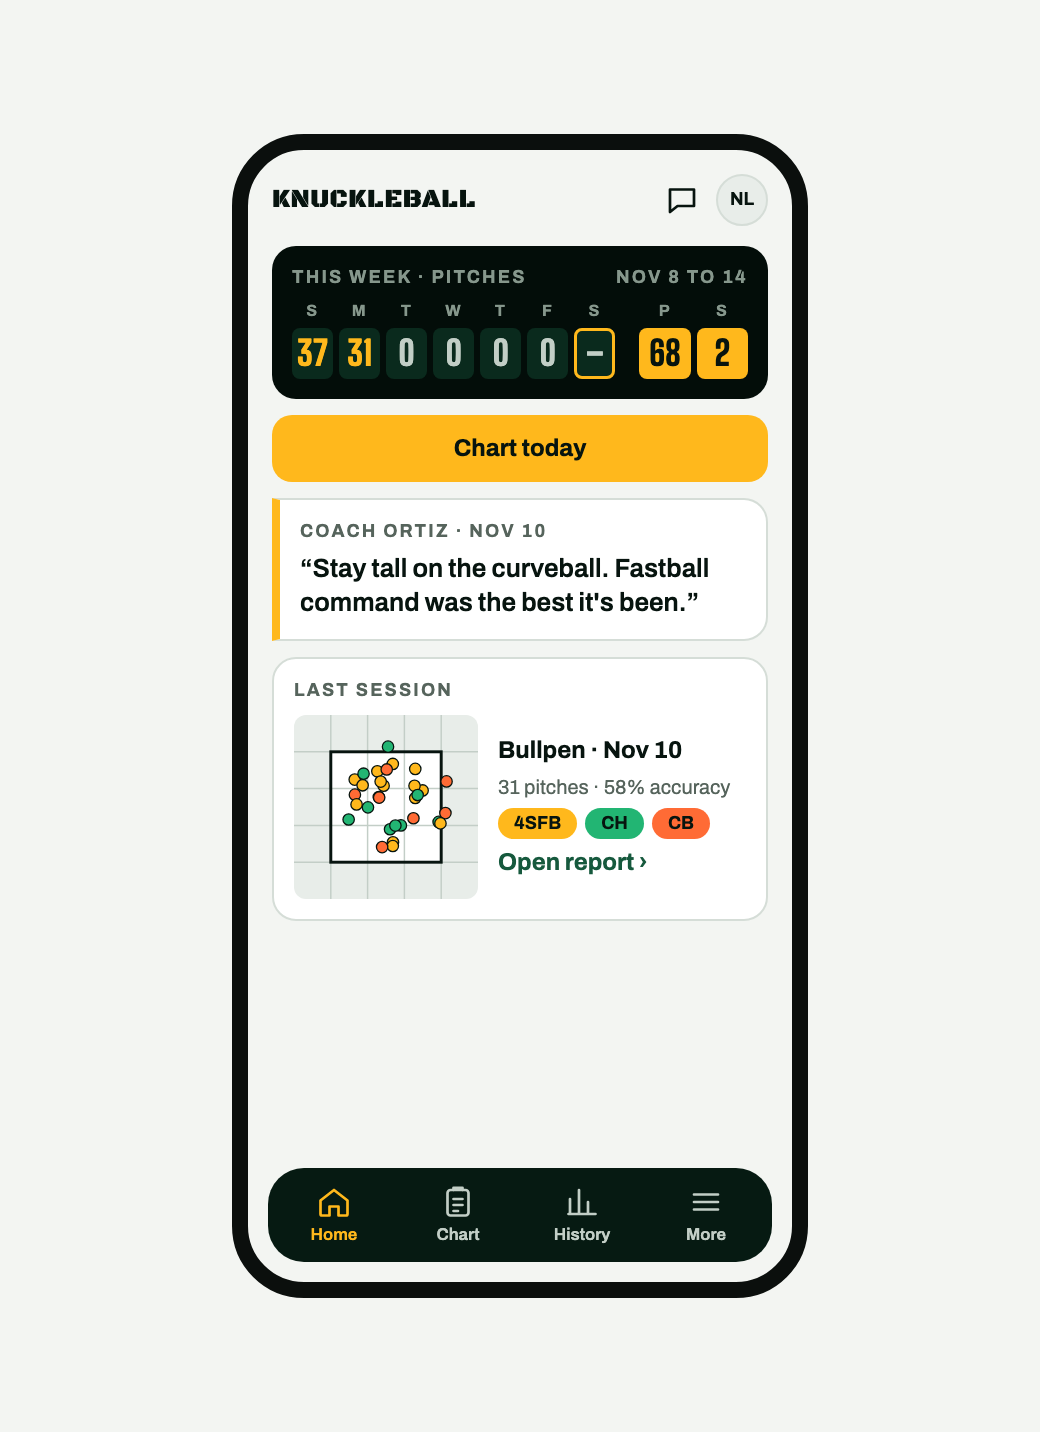 KNUCKLEBALL
NL
THIS WEEK · PITCHES NOV 8 TO 14
S M T W T F S P S
37 31 0 0 0 0 – 68 2
Chart today
COACH ORTIZ · NOV 10
“Stay tall on the curveball. Fastball
command was the best it's been.”
LAST SESSION
Bullpen · Nov 10
31 pitches · 58% accuracy
4SFB CH CB
Open report ›
Home Chart History More